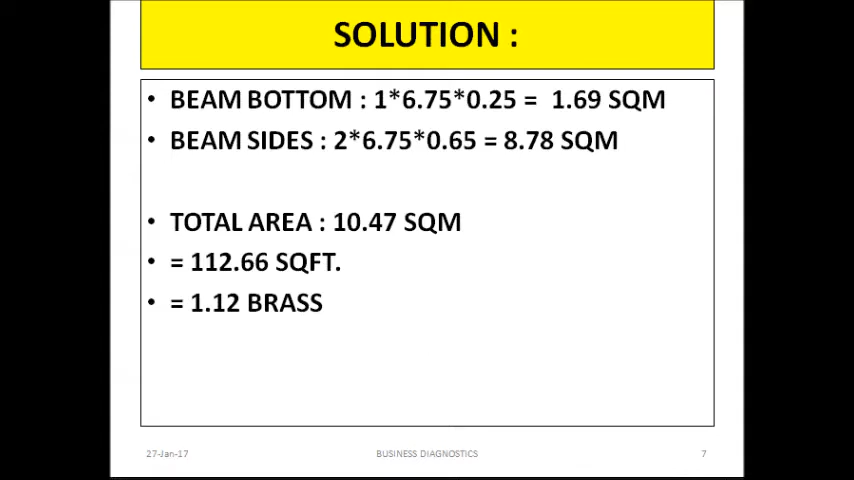 SOLUTION :
• BEAM BOTTOM : 1*6.75*0.25 = 1.69 SQM
• BEAM SIDES : 2*6.75*0.65 = 8.78 SQM
• TOTAL AREA : 10.47 SQM
• = 112.66 SQFT.
• = 1.12 BRASS
27-Jan-17 BUSINESS DIAGNOSTICS 7